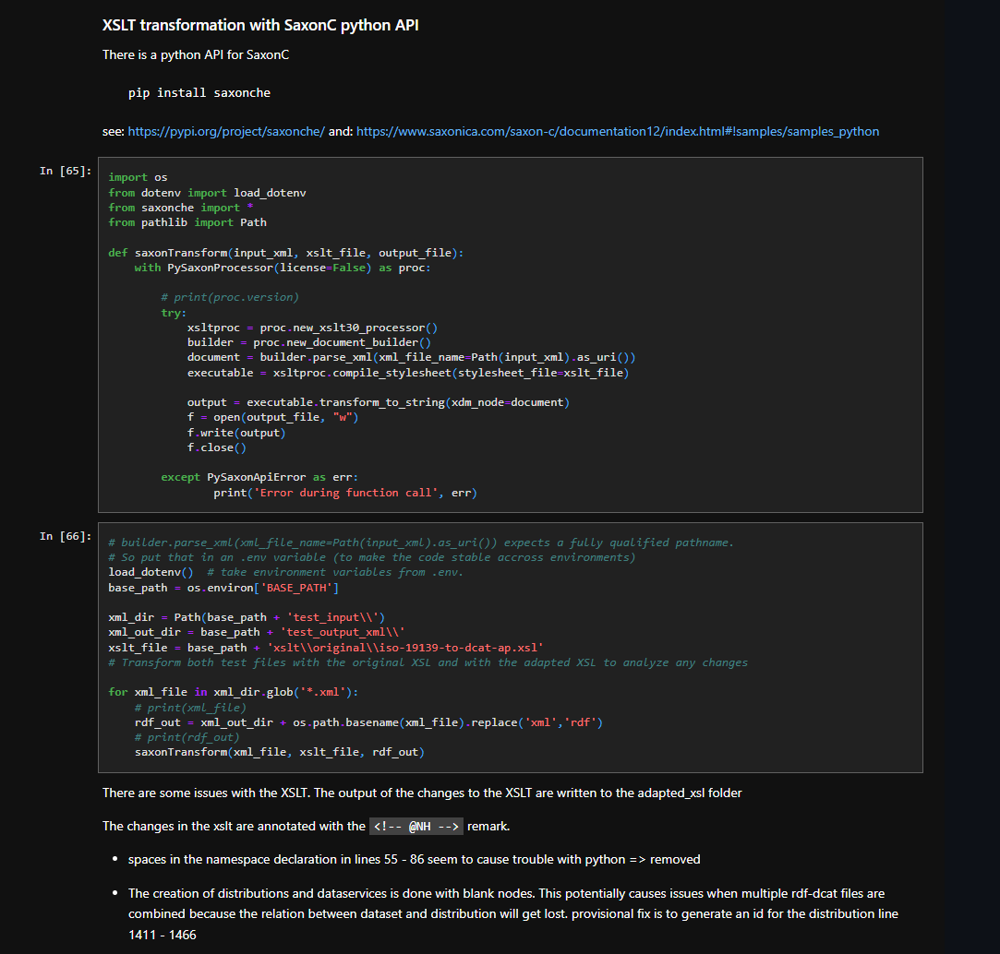 XSLT transformation with SaxonC python API
There is a python API for SaxonC
pip install saxonche
see: https://pypi.org/project/saxonche/ and: https://www.saxonica.com/saxon-c/documentation12/index.html#!samples/samples_python
In [65]:
import os
from dotenv import load_dotenv
from saxonche import *
from pathlib import Path

def saxonTransform(input_xml, xslt_file, output_file):
    with PySaxonProcessor(license=False) as proc:

        # print(proc.version)
        try:
            xsltproc = proc.new_xslt30_processor()
            builder = proc.new_document_builder()
            document = builder.parse_xml(xml_file_name=Path(input_xml).as_uri())
            executable = xsltproc.compile_stylesheet(stylesheet_file=xslt_file)

            output = executable.transform_to_string(xdm_node=document)
            f = open(output_file, "w")
            f.write(output)
            f.close()

        except PySaxonApiError as err:
                print('Error during function call', err)
In [66]:
# builder.parse_xml(xml_file_name=Path(input_xml).as_uri()) expects a fully qualified pathname.
# So put that in an .env variable (to make the code stable accross environments)
load_dotenv()  # take environment variables from .env.
base_path = os.environ['BASE_PATH']

xml_dir = Path(base_path + 'test_input\\')
xml_out_dir = base_path + 'test_output_xml\\'
xslt_file = base_path + 'xslt\\original\\iso-19139-to-dcat-ap.xsl'
# Transform both test files with the original XSL and with the adapted XSL to analyze any changes

for xml_file in xml_dir.glob('*.xml'):
    # print(xml_file)
    rdf_out = xml_out_dir + os.path.basename(xml_file).replace('xml','rdf')
    # print(rdf_out)
    saxonTransform(xml_file, xslt_file, rdf_out)
There are some issues with the XSLT. The output of the changes to the XSLT are written to the adapted_xsl folder
The changes in the xslt are annotated with the <!-- @NH --> remark.
• spaces in the namespace declaration in lines 55 - 86 seem to cause trouble with python => removed
• The creation of distributions and dataservices is done with blank nodes. This potentially causes issues when multiple rdf-dcat files are
combined because the relation between dataset and distribution will get lost. provisional fix is to generate an id for the distribution line
1411 - 1466